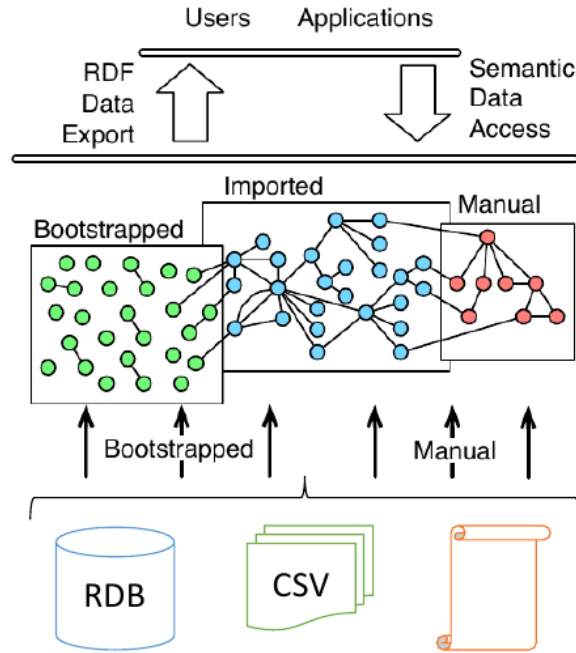 Users Applications
RDF
Data
Export
Semantic
Data
Access
Imported
Bootstrapped
Manual
Bootstrapped
Manual
RDB
CSV